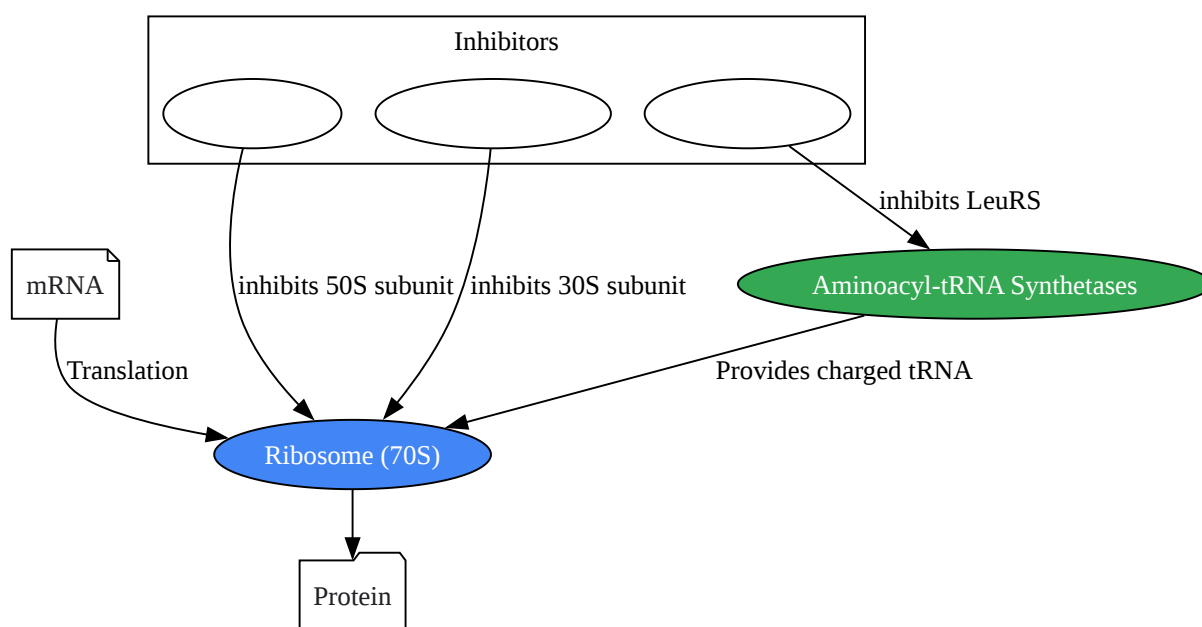 Inhibitors
inhibits LeuRS
mRNA
inhibits 50S subunit
inhibits 30S subunit
Aminoacyl-tRNA Synthetases
Translation
Provides charged tRNA
Ribosome (70S)
Protein